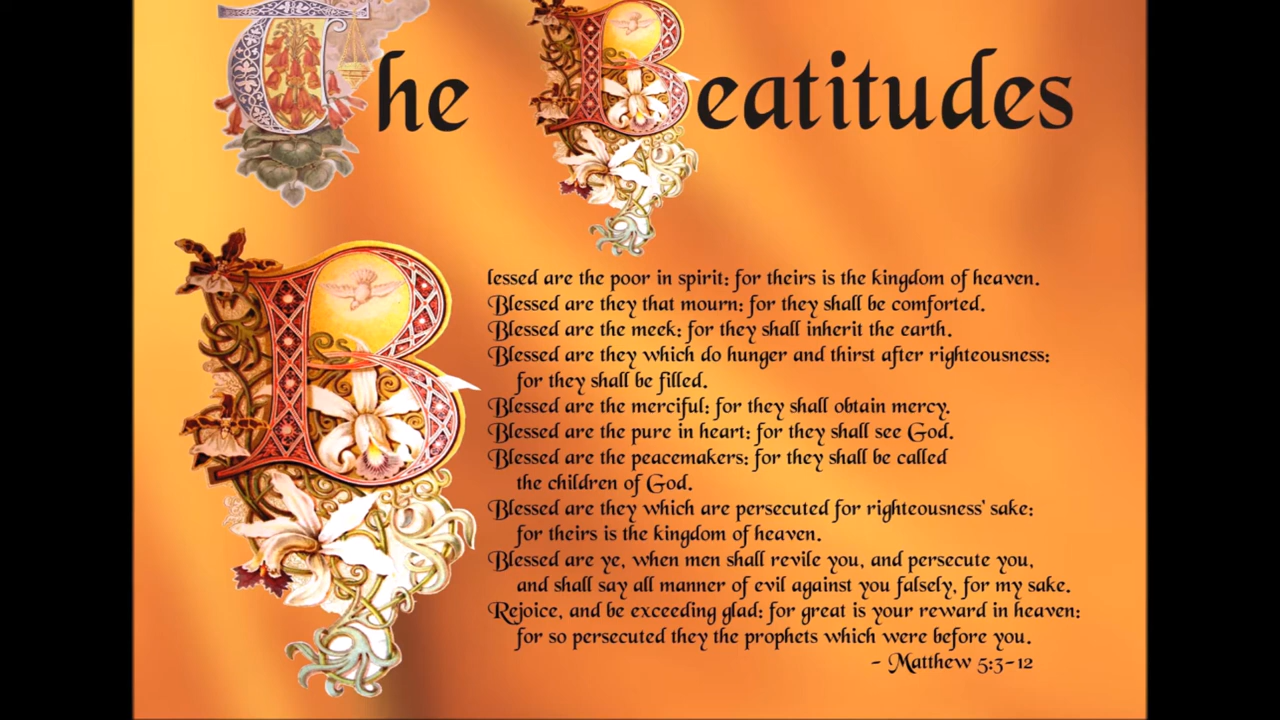 The Beatitudes
Blessed are the poor in spirit: for theirs is the kingdom of heaven.
Blessed are they that mourn: for they shall be comforted.
Blessed are the meek: for they shall inherit the earth.
Blessed are they which do hunger and thirst after righteousness:
for they shall be filled.
Blessed are the merciful: for they shall obtain mercy.
Blessed are the pure in heart: for they shall see God.
Blessed are the peacemakers: for they shall be called
the children of God.
Blessed are they which are persecuted for righteousness' sake:
for theirs is the kingdom of heaven.
Blessed are ye, when men shall revile you, and persecute you,
and shall say all manner of evil against you falsely, for my sake.
Rejoice, and be exceeding glad: for great is your reward in heaven:
for so persecuted they the prophets which were before you.
- Matthew 5:3-12